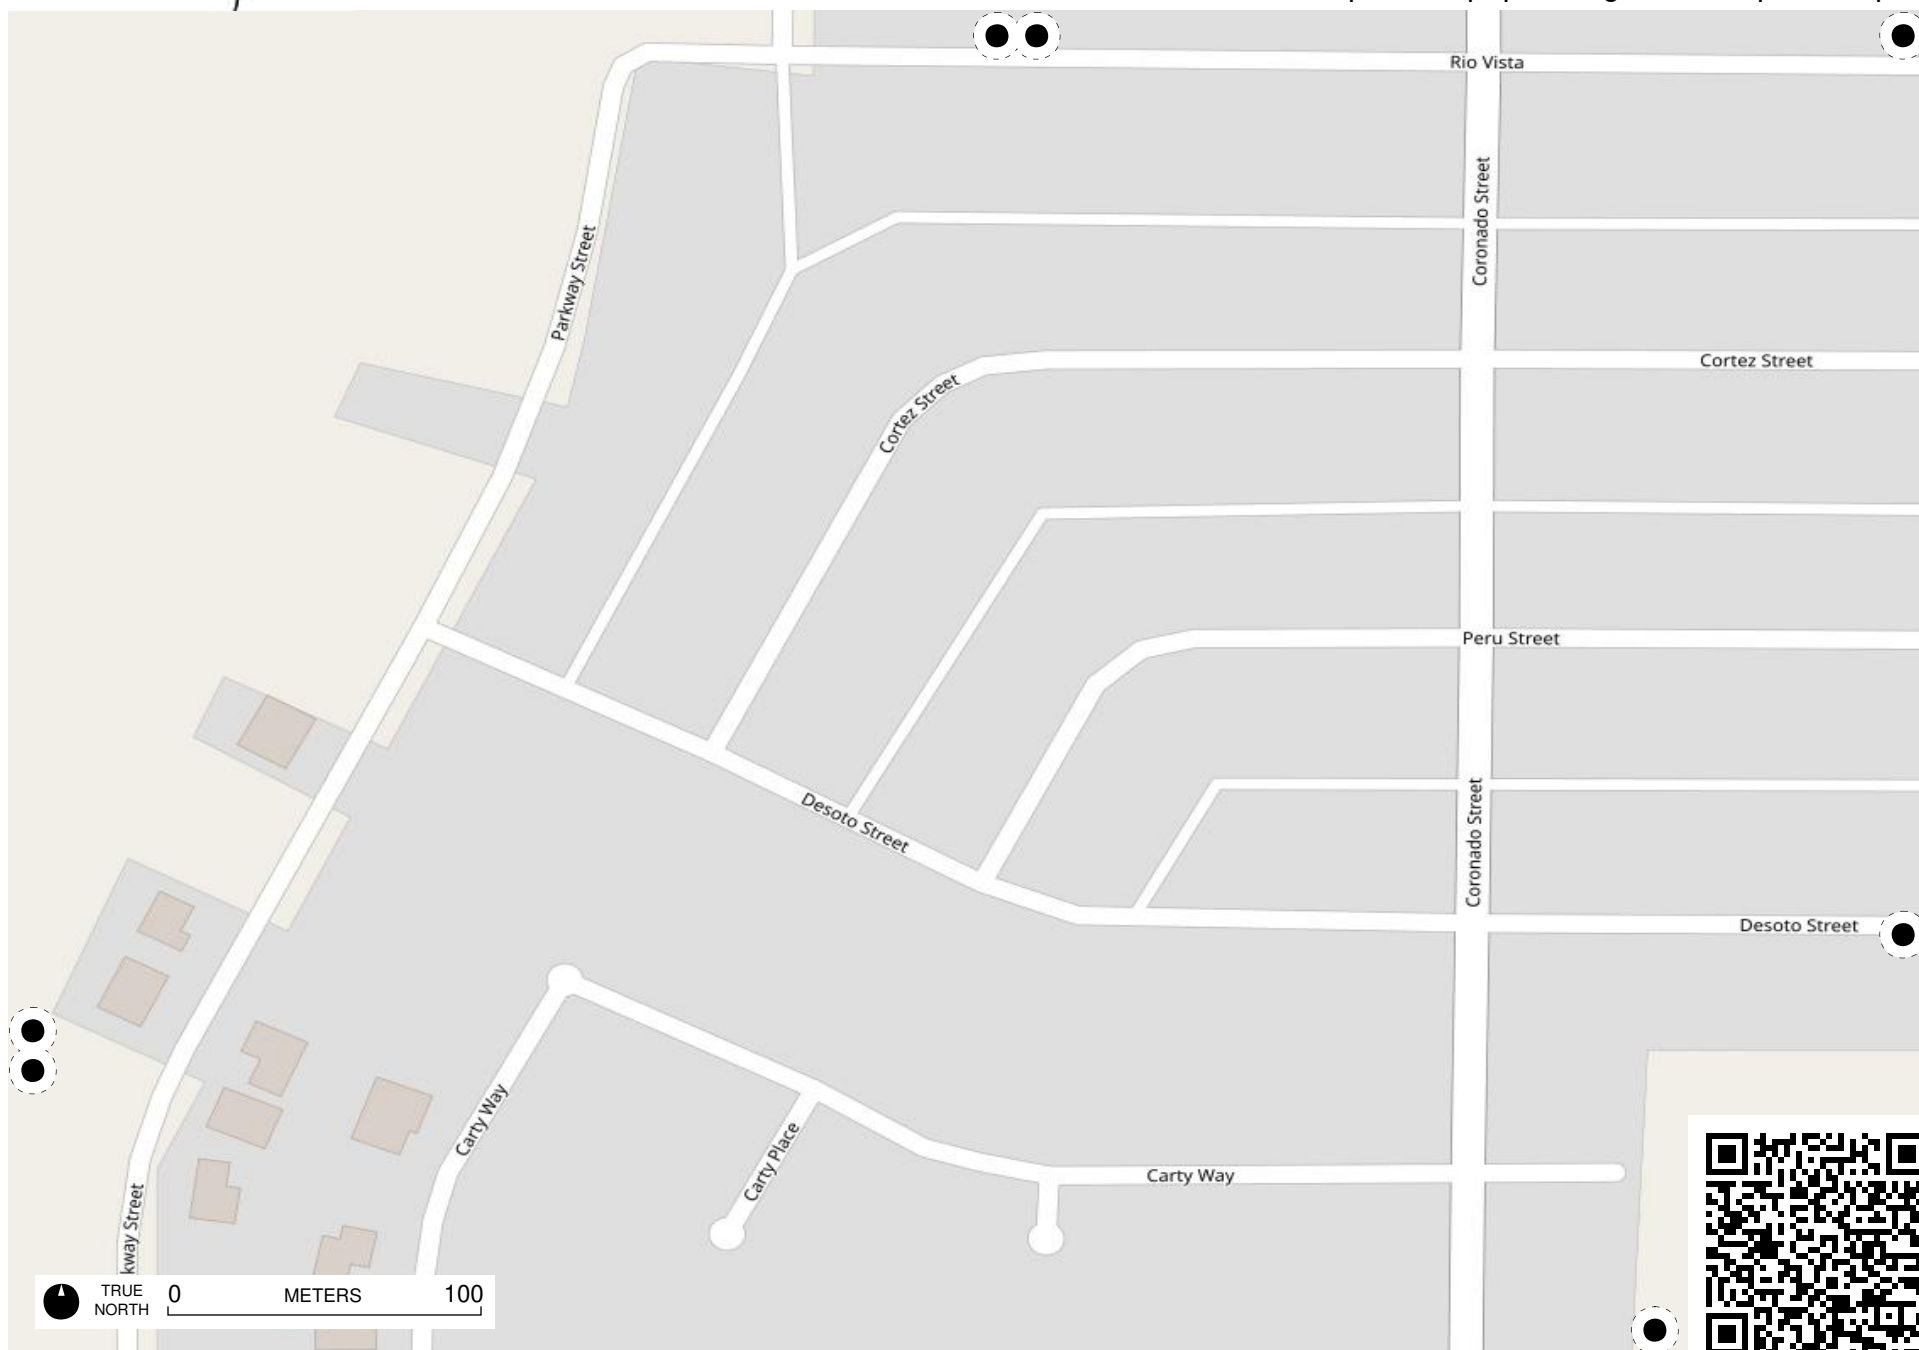 Rio Vista
Coronado Street
Parkway Street
Cortez Street
Cortez Street
Peru Street
Desoto Street
Coronado Street
Desoto Street
Carty Way
Carty Place
Carty Way
kway Street
TRUE NORTH
0 METERS 100